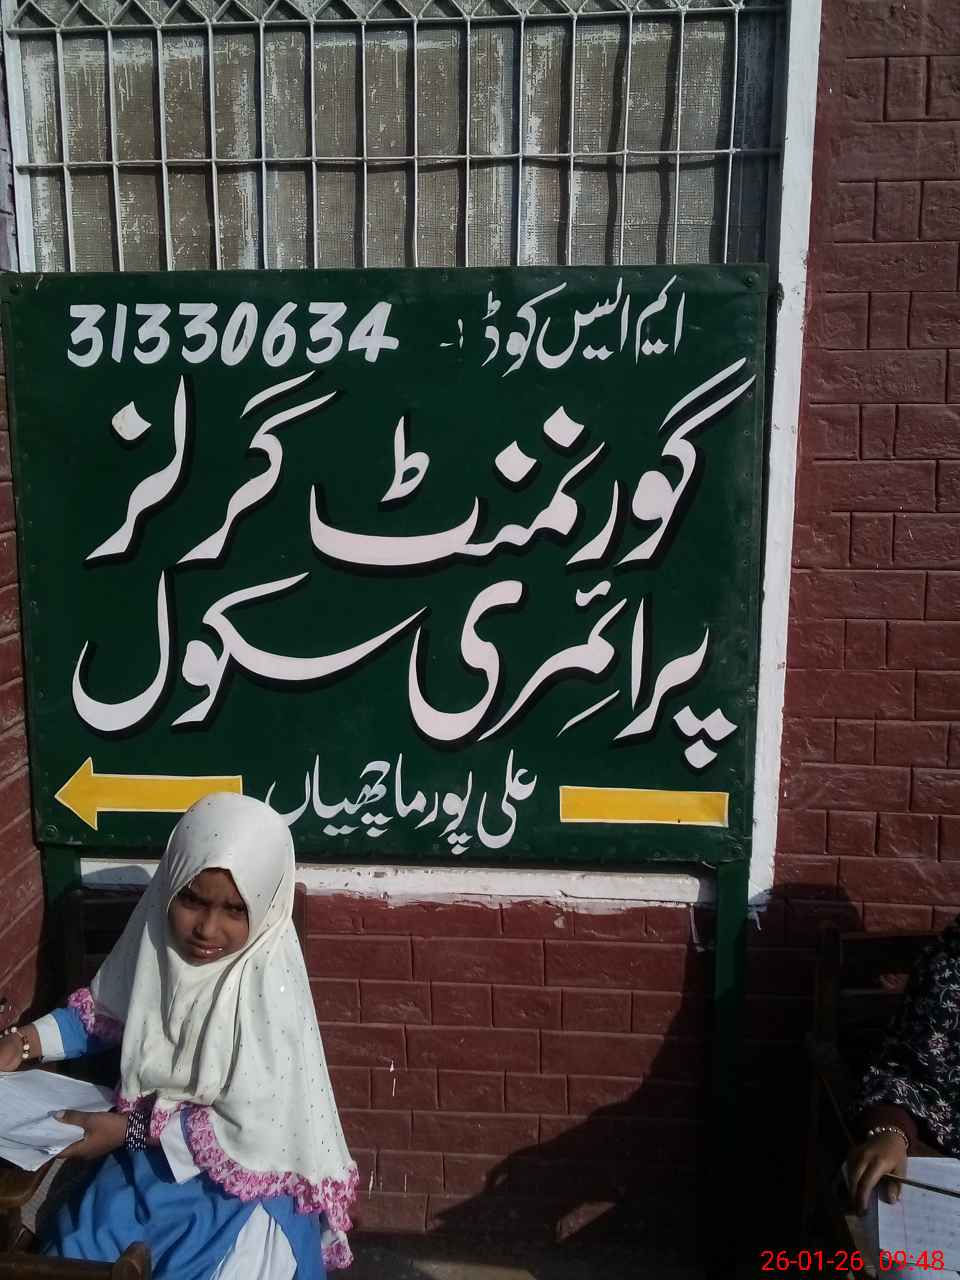 ایم ایس کوڈ :- 31330634
گورنمنٹ گرلز
پرائمری سکول
علی پور ماچھیاں
26-01-26 09:48